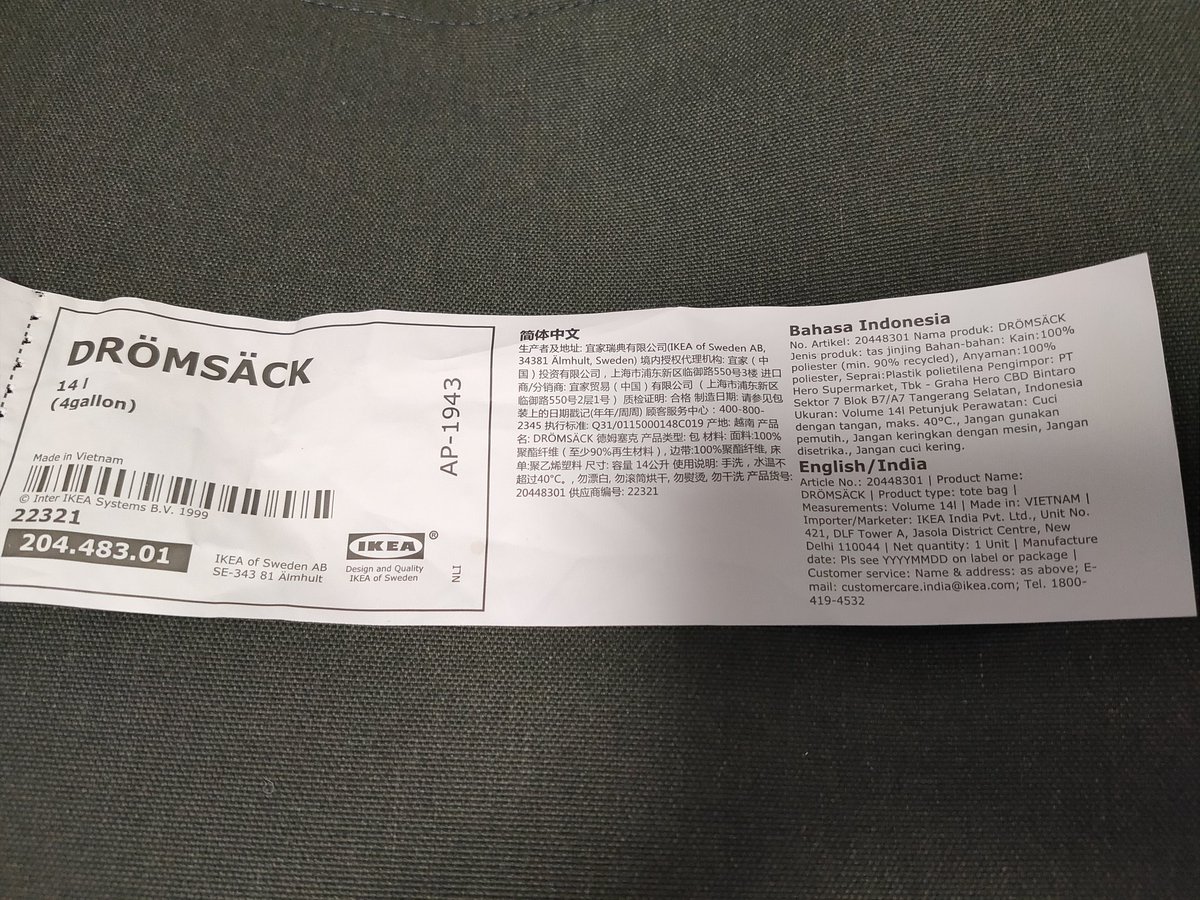 DRÖMSÄCK
14 l
(4gallon)
AP-1943
Made in Vietnam
© Inter IKEA Systems B.V. 1999
22321
204.483.01
IKEA of Sweden AB
SE-343 81 Älmhult
IKEA®
Design and Quality
IKEA of Sweden
NLI
简体中文
生产者及地址: 宜家瑞典有限公司(IKEA of Sweden AB,
34381 Älmhult, Sweden) 境内授权代理机构: 宜家（中
国）投资有限公司，上海市浦东新区临御路550号3楼 进口
商/分销商: 宜家贸易（中国）有限公司（上海市浦东新区
临御路550号2层1号）质检证明: 合格 制造日期: 请参见包
装上的日期戳记(年年/周周) 顾客服务中心：400-800-
2345 执行标准: Q31/0115000148C019 产地: 越南 产品
名: DRÖMSÄCK 德姆塞克 产品类型: 包 材料: 面料:100%
聚酯纤维（至少90%再生材料）, 边带:100%聚酯纤维, 床
单:聚乙烯塑料 尺寸: 容量 14公升 使用说明: 手洗，水温不
超过40°C。, 勿漂白, 勿滚筒烘干, 勿熨烫, 勿干洗 产品货号:
20448301 供应商编号: 22321
Bahasa Indonesia
No. Artikel: 20448301 Nama produk: DRÖMSÄCK
Jenis produk: tas jinjing Bahan-bahan: Kain:100%
poliester (min. 90% recycled), Anyaman:100%
poliester, Seprai:Plastik polietilena Pengimpor: PT
Hero Supermarket, Tbk - Graha Hero CBD Bintaro
Sektor 7 Blok B7/A7 Tangerang Selatan, Indonesia
Ukuran: Volume 14l Petunjuk Perawatan: Cuci
dengan tangan, maks. 40°C., Jangan gunakan
pemutih., Jangan keringkan dengan mesin, Jangan
disetrika., Jangan cuci kering.
English/India
Article No.: 20448301 | Product Name:
DRÖMSÄCK | Product type: tote bag |
Measurements: Volume 14l | Made in: VIETNAM |
Importer/Marketer: IKEA India Pvt. Ltd., Unit No.
421, DLF Tower A, Jasola District Centre, New
Delhi 110044 | Net quantity: 1 Unit | Manufacture
date: Pls see YYYYMMDD on label or package |
Customer service: Name & address: as above; E-
mail: customercare.india@ikea.com; Tel. 1800-
419-4532